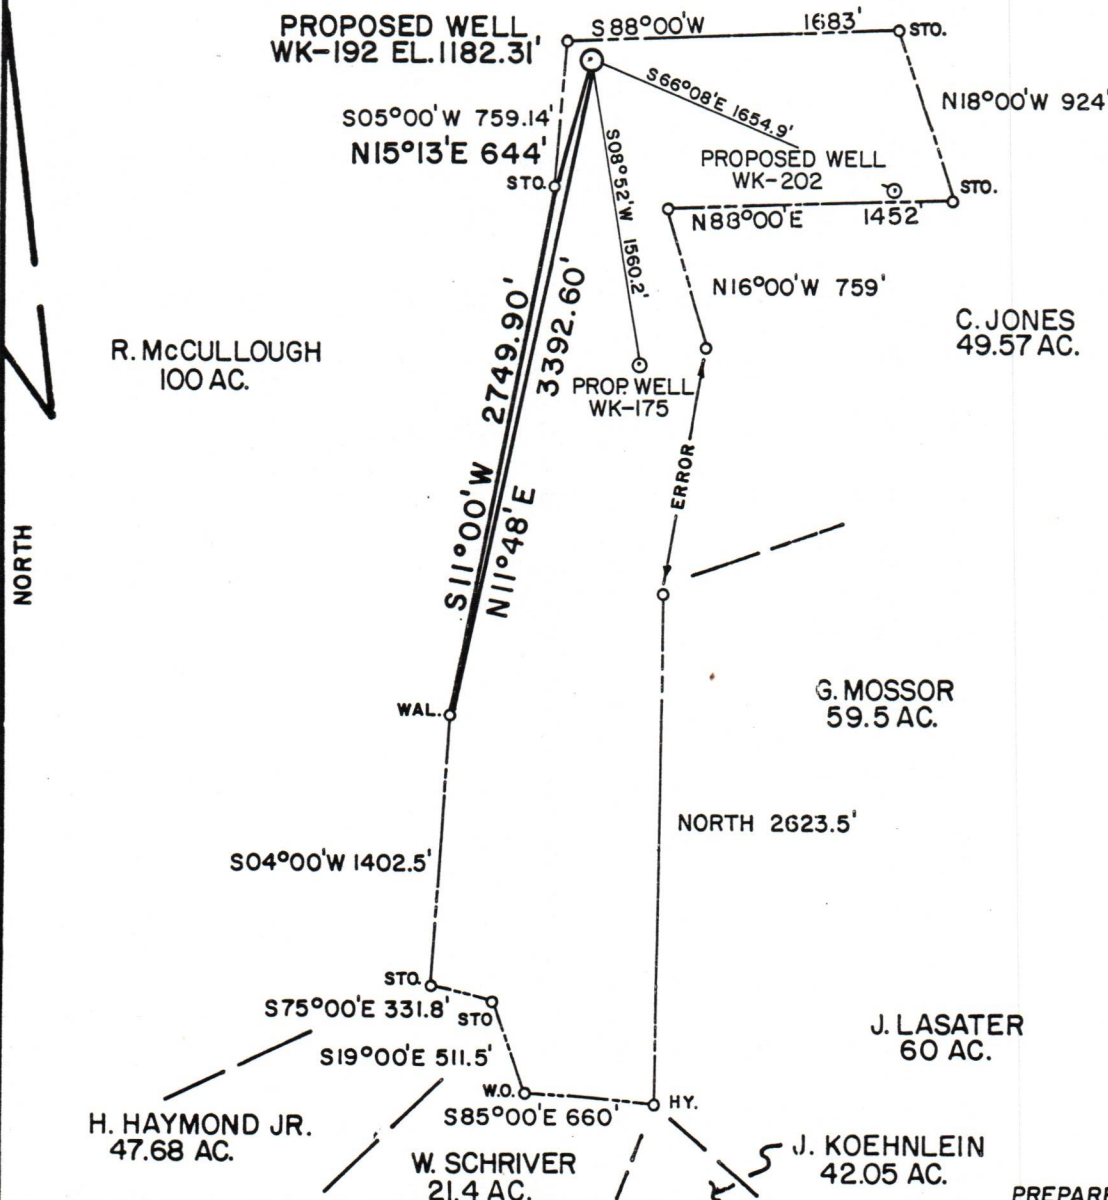 PROPOSED WELL
WK-192 EL.1182.31'
S 88°00'W 1683'
STO.
S66°08'E 1654.9'
N18°00'W 924'
S05°00'W 759.14'
N15°13'E 644'
STO.
S08°52'W 1560.2'
PROPOSED WELL
WK-202
STO.
N88°00'E 1452'
N16°00'W 759'
2749.90'
3392.60'
C. JONES
49.57 AC.
R. McCULLOUGH
100 AC.
PROP. WELL
WK-175
ERROR
S11°00'W
N11°48'E
NORTH
G. MOSSOR
59.5 AC.
WAL.
NORTH 2623.5'
S04°00'W 1402.5'
STO.
S75°00'E 331.8'
STO
J. LASATER
60 AC.
S19°00'E 511.5'
W.O.
HY.
S85°00'E 660'
H. HAYMOND JR.
47.68 AC.
J. KOEHNLEIN
42.05 AC.
W. SCHRIVER
21.4 AC.